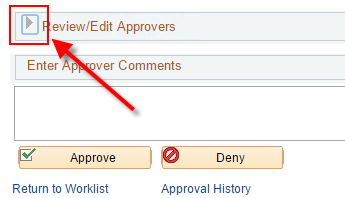 Review/Edit Approvers
Enter Approver Comments
Approve Deny
Return to Worklist Approval History